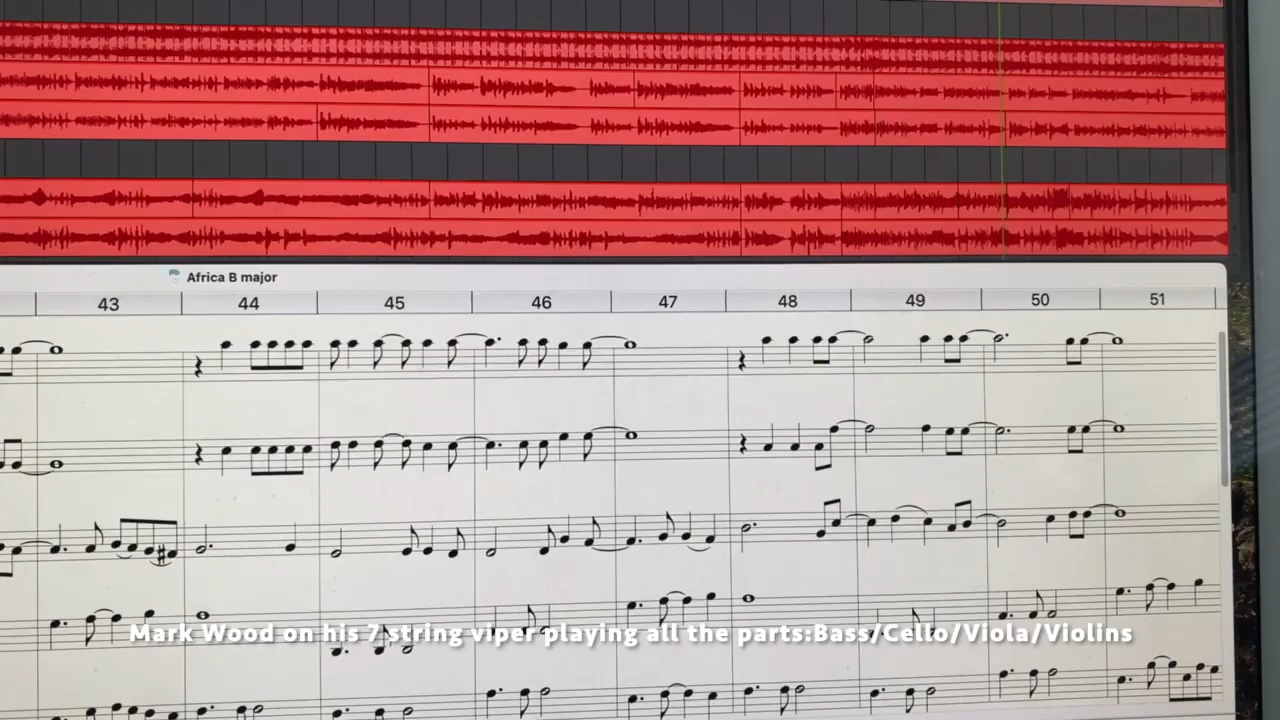 Africa B major
43 44 45 46 47 48 49 50 51
Mark Wood on his 7 string viper playing all the parts:Bass/Cello/Viola/Violins